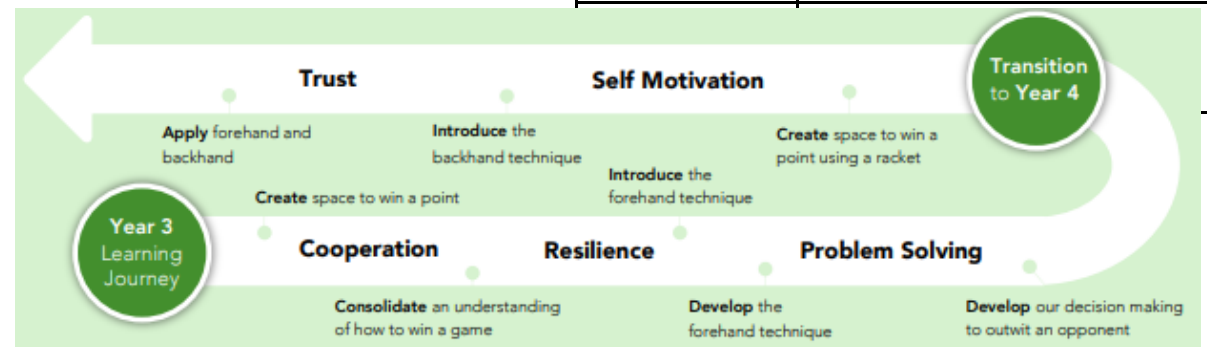 Trust
Self Motivation
Transition
to Year 4
Apply forehand and
backhand
Introduce the
backhand technique
Create space to win a
point using a racket
Introduce the
forehand technique
Create space to win a point
Year 3
Learning
Journey
Cooperation
Resilience
Problem Solving
Consolidate an understanding
of how to win a game
Develop the
forehand technique
Develop our decision making
to outwit an opponent